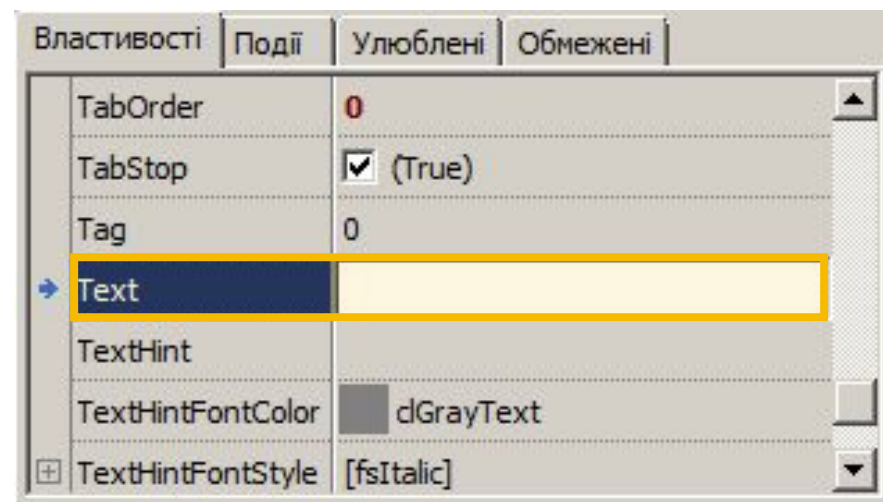 Властивості Події Улюблені Обмежені
TabOrder 0
TabStop (True)
Tag 0
Text
TextHint
TextHintFontColor clGrayText
TextHintFontStyle [fsItalic]